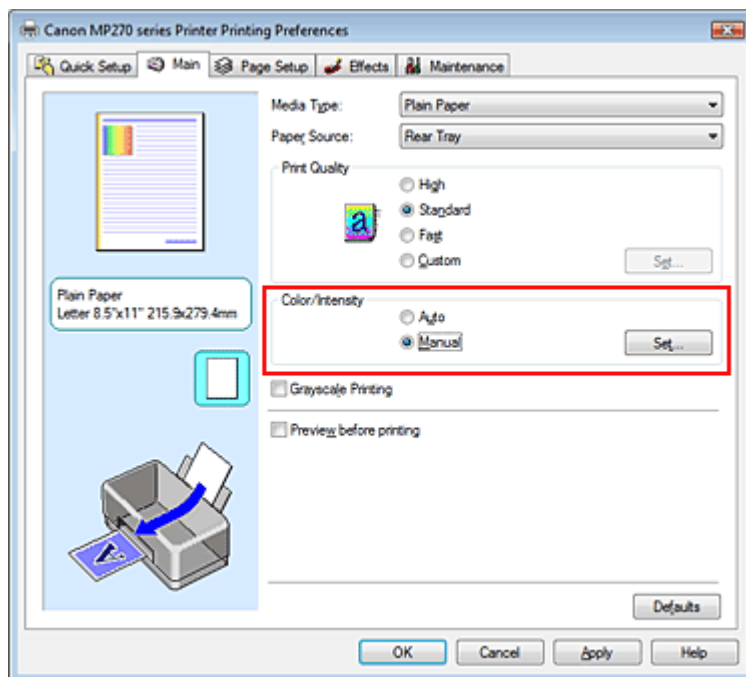 Canon MP270 series Printer Printing Preferences
Quick Setup Main Page Setup Effects Maintenance
Media Type: Plain Paper
Paper Source: Rear Tray
Print Quality
High
a Standard
Fast
Custom Set...
Plain Paper
Letter 8.5"x11" 215.9x279.4mm
Color/Intensity
Auto
Manual Set...
Grayscale Printing
Preview before printing
A
Defaults
OK Cancel Apply Help